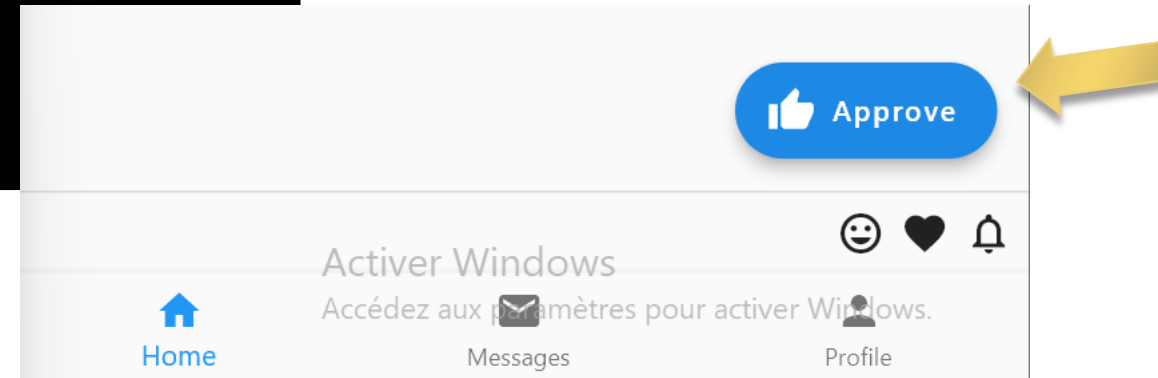 Approve
Activer Windows
Accédez aux paramètres pour activer Windows.
Home
Messages
Profile